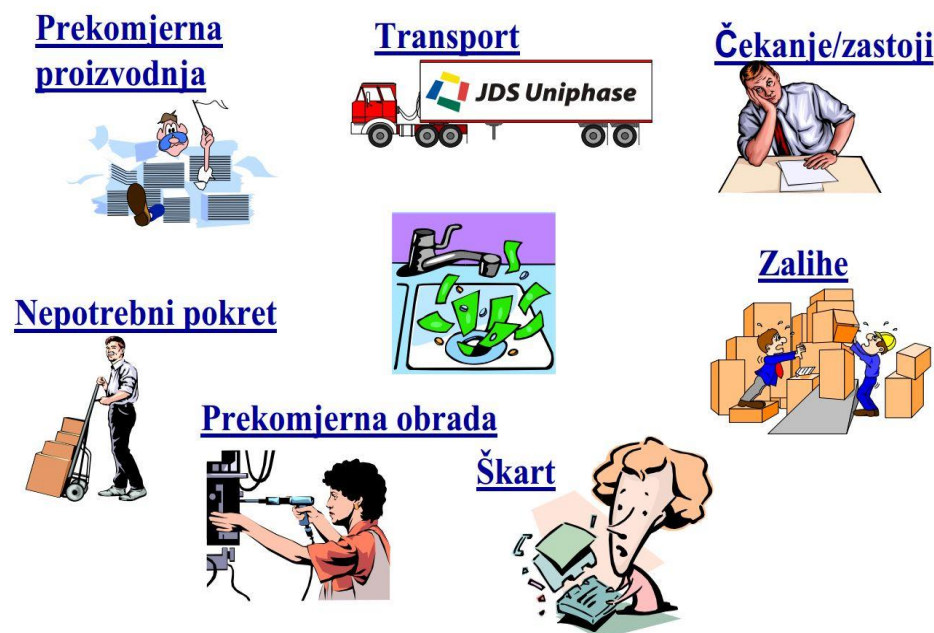 Prekomjerna
proizvodnja
Transport
JDS Uniphase
Čekanje/zastoji
Zalihe
Nepotrebni pokret
Prekomjerna obrada
Škart